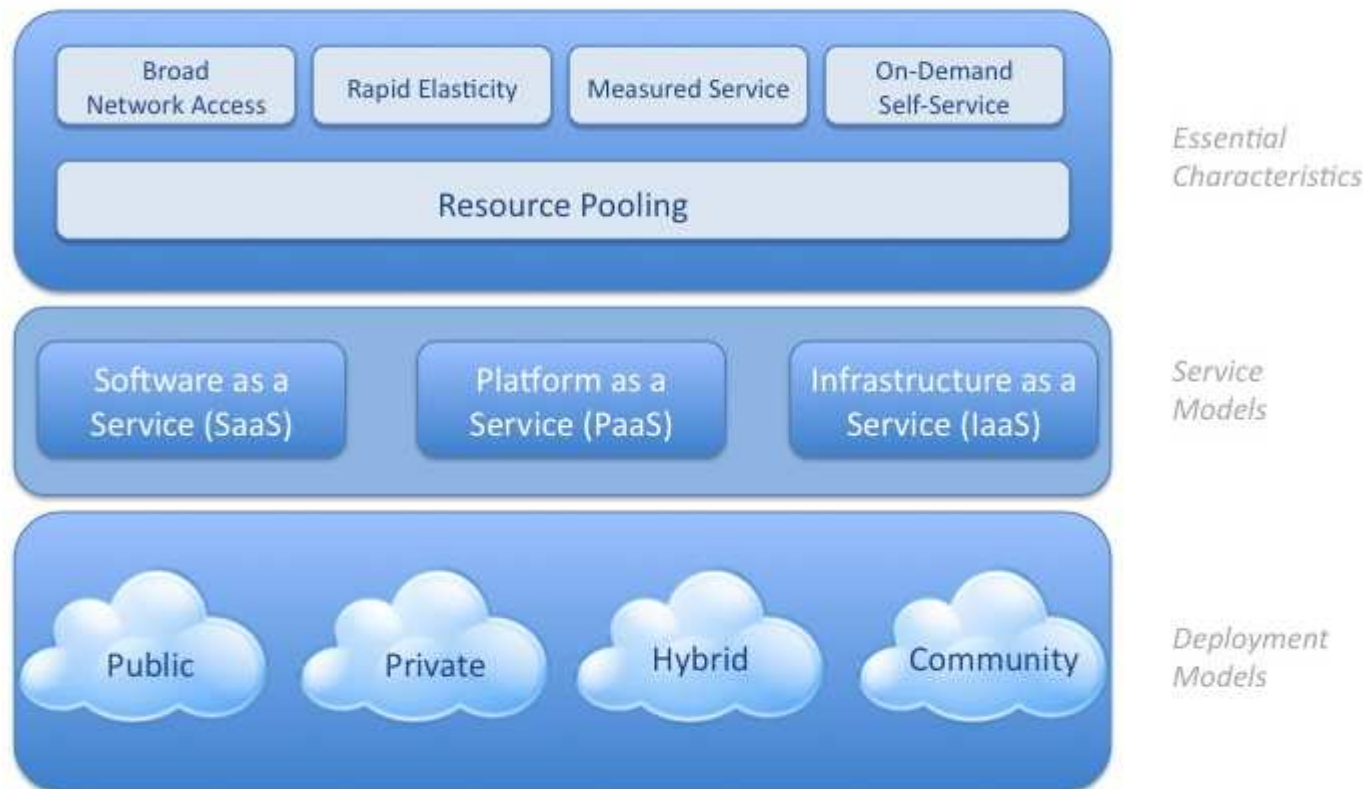 Broad
Network Access
Rapid Elasticity
Measured Service
On-Demand
Self-Service
Resource Pooling
Essential
Characteristics
Software as a
Service (SaaS)
Platform as a
Service (PaaS)
Infrastructure as a
Service (IaaS)
Service
Models
Public
Private
Hybrid
Community
Deployment
Models